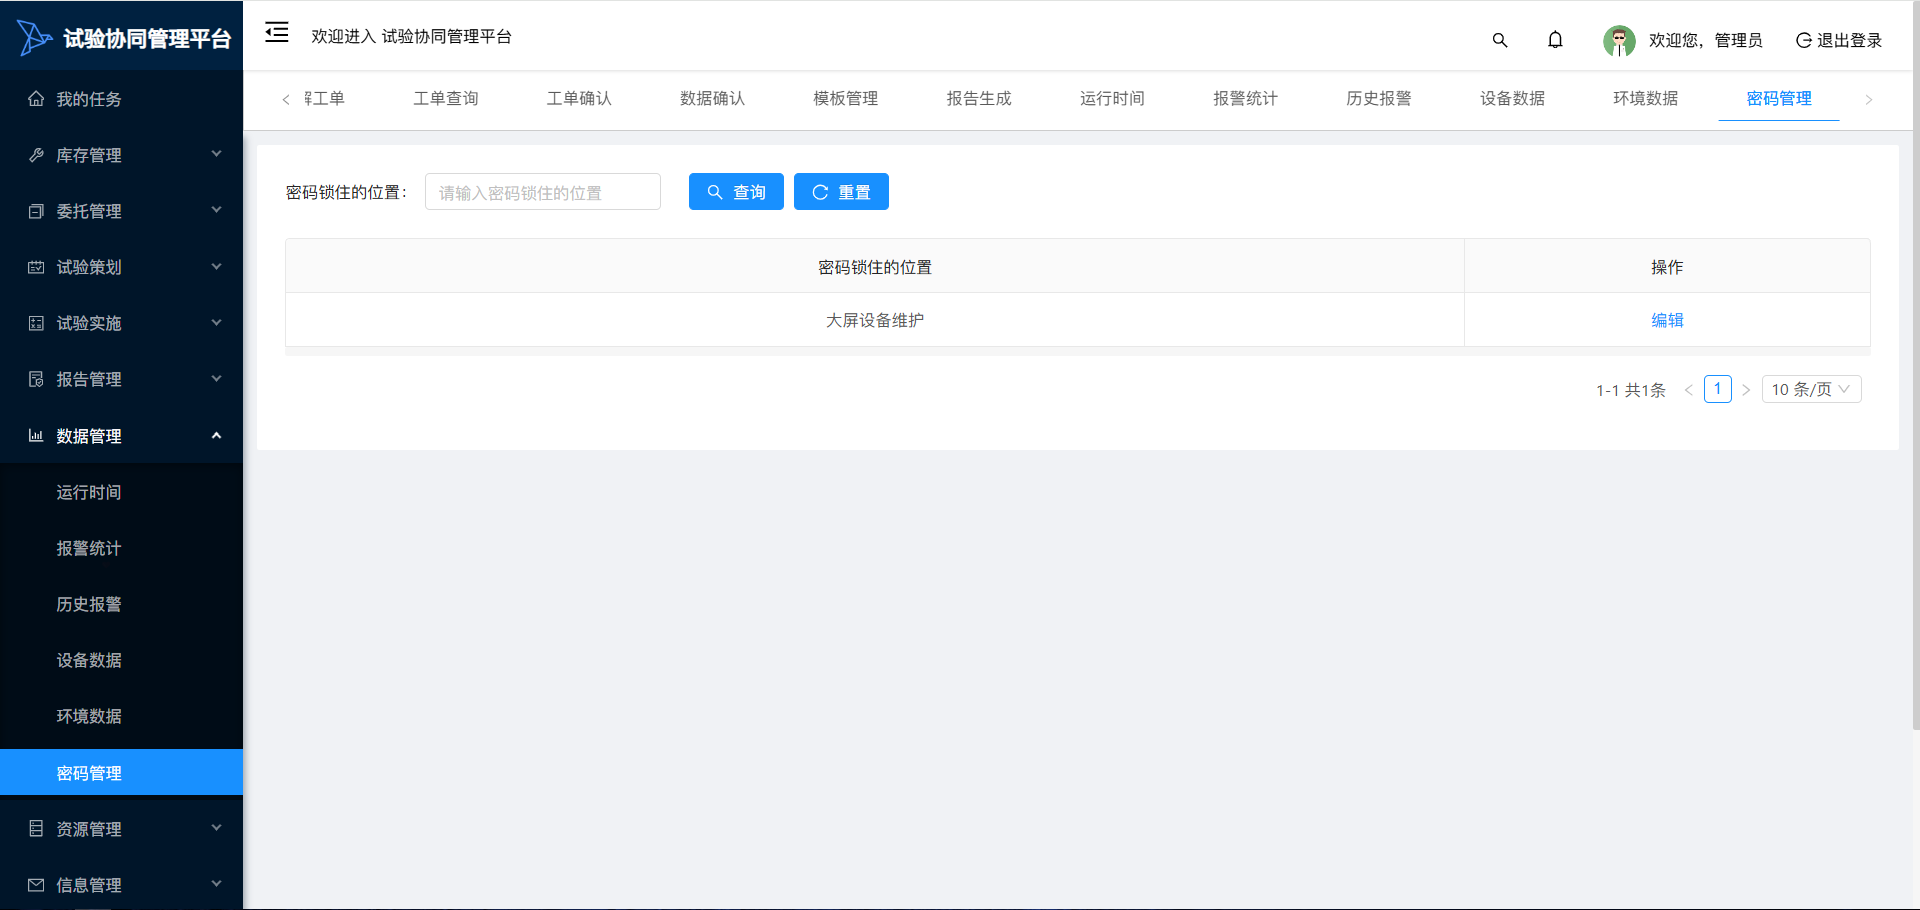 试验协同管理平台
欢迎进入 试验协同管理平台
欢迎您，管理员
退出登录
我的任务
库存管理
委托管理
试验策划
试验实施
报告管理
数据管理
运行时间
报警统计
历史报警
设备数据
环境数据
密码管理
资源管理
信息管理
工单
工单查询
工单确认
数据确认
模板管理
报告生成
运行时间
报警统计
历史报警
设备数据
环境数据
密码管理
密码锁住的位置：
请输入密码锁住的位置
查询
重置
密码锁住的位置
操作
大屏设备维护
编辑
1-1 共1条
1
10 条/页